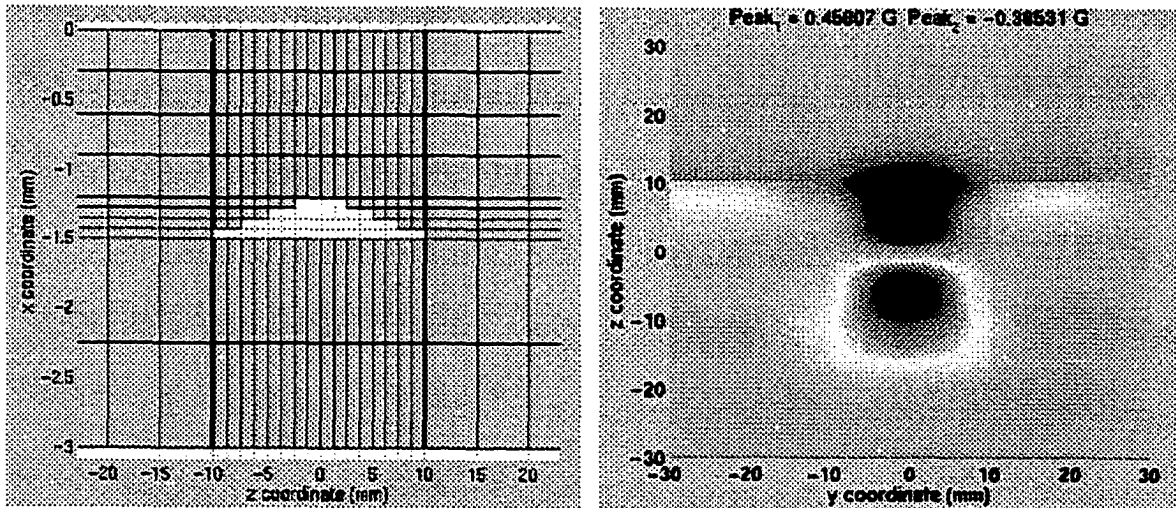 0
-0.5
-1
-1.5
-2
-2.5
-3
x coordinate (mm)
-20 -15 -10 -5 0 5 10 15 20
z coordinate (mm)
Peak1 = 0.45807 G Peak2 = -0.38531 G
30
20
10
0
-10
-20
-30
z coordinate (mm)
-30 -20 -10 0 10 20 30
y coordinate (mm)